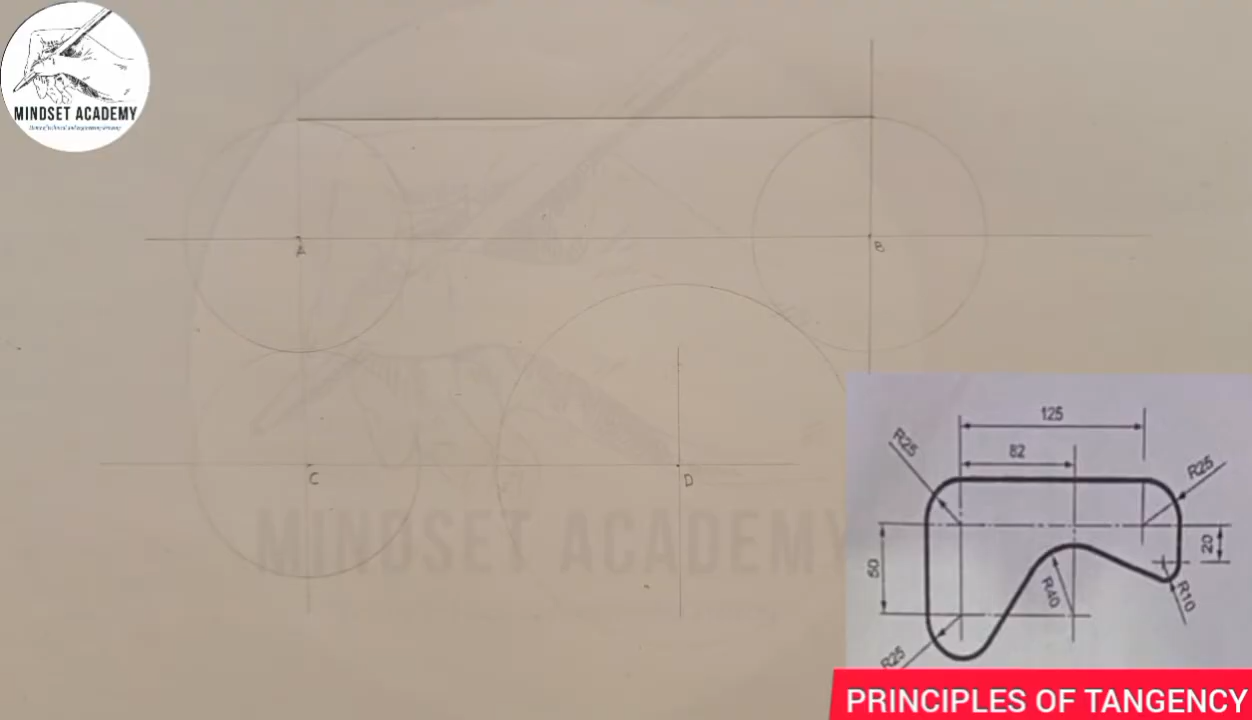 MINDSET ACADEMY
A
B
C
D
MINDSET ACADEMY
125
82
R25
R25
50
20
R40
R10
R25
PRINCIPLES OF TANGENCY